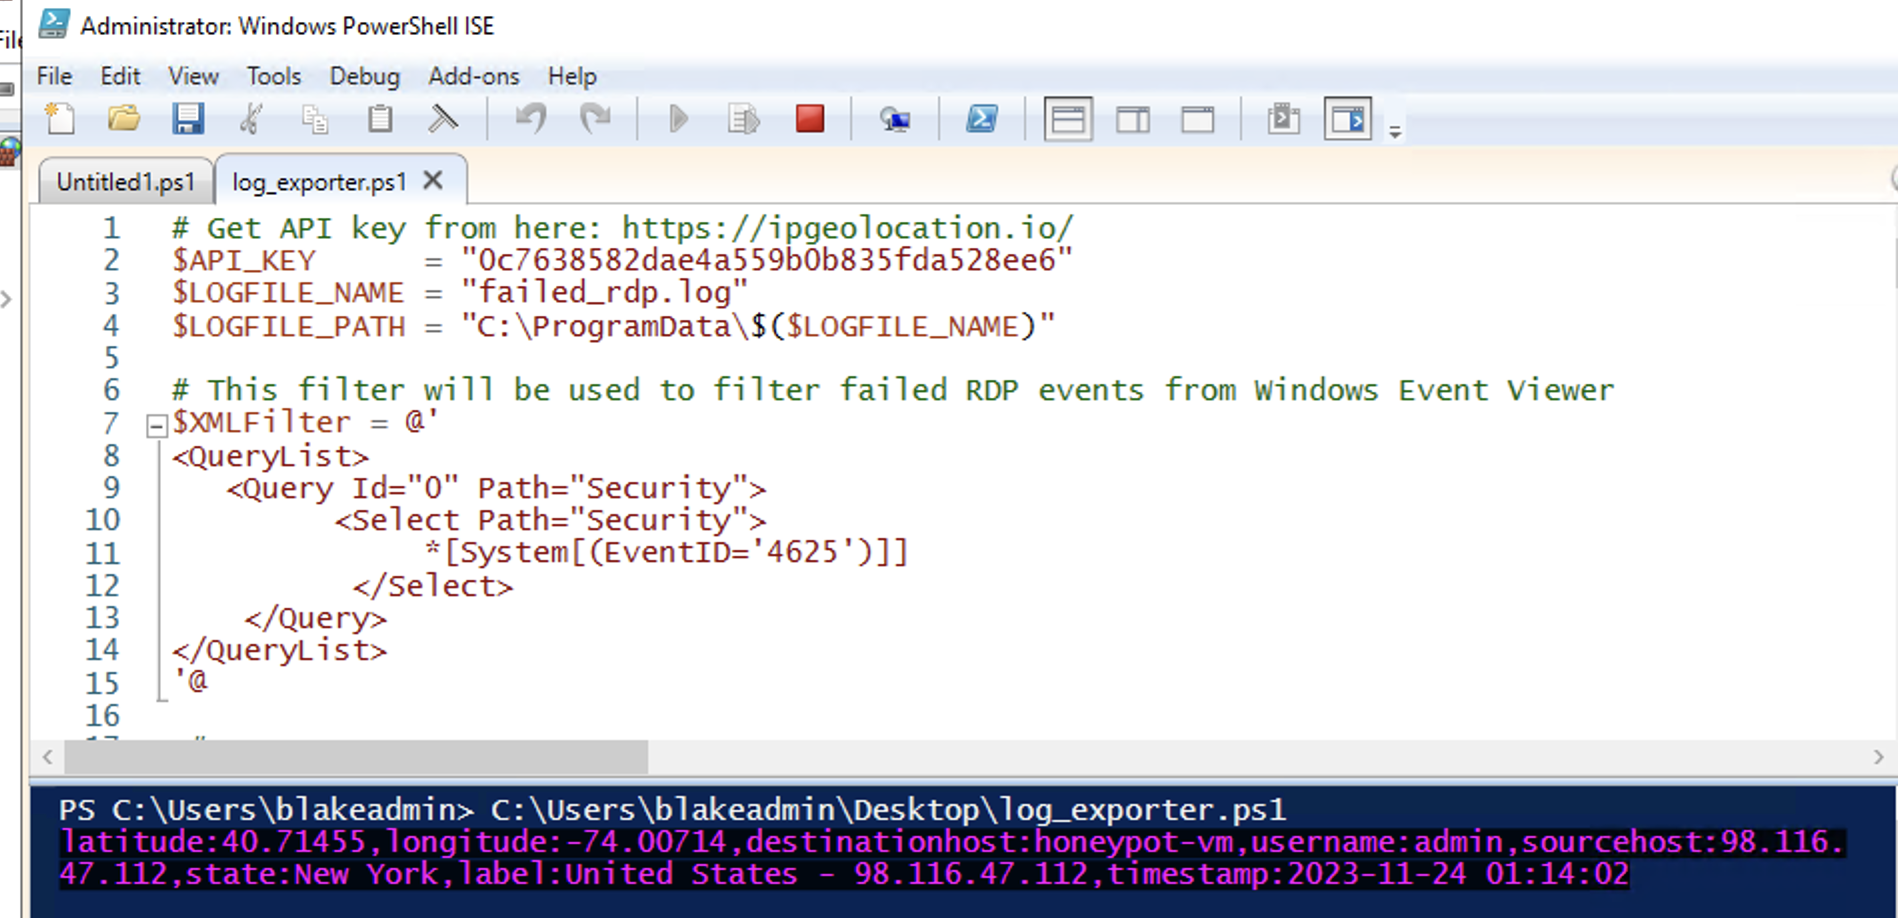 Administrator: Windows PowerShell ISE
File Edit View Tools Debug Add-ons Help
Untitled1.ps1 log_exporter.ps1
1 # Get API key from here: https://ipgeolocation.io/
2 $API_KEY      = "0c7638582dae4a559b0b835fda528ee6"
3 $LOGFILE_NAME = "failed_rdp.log"
4 $LOGFILE_PATH = "C:\ProgramData\$($LOGFILE_NAME)"
5
6 # This filter will be used to filter failed RDP events from Windows Event Viewer
7 $XMLFilter = @'
8 <QueryList>
9    <Query Id="0" Path="Security">
10          <Select Path="Security">
11               *[System[(EventID='4625')]]
12           </Select>
13     </Query>
14 </QueryList>
15 '@
16
PS C:\Users\blakeadmin> C:\Users\blakeadmin\Desktop\log_exporter.ps1
latitude:40.71455,longitude:-74.00714,destinationhost:honeypot-vm,username:admin,sourcehost:98.116.
47.112,state:New York,label:United States - 98.116.47.112,timestamp:2023-11-24 01:14:02